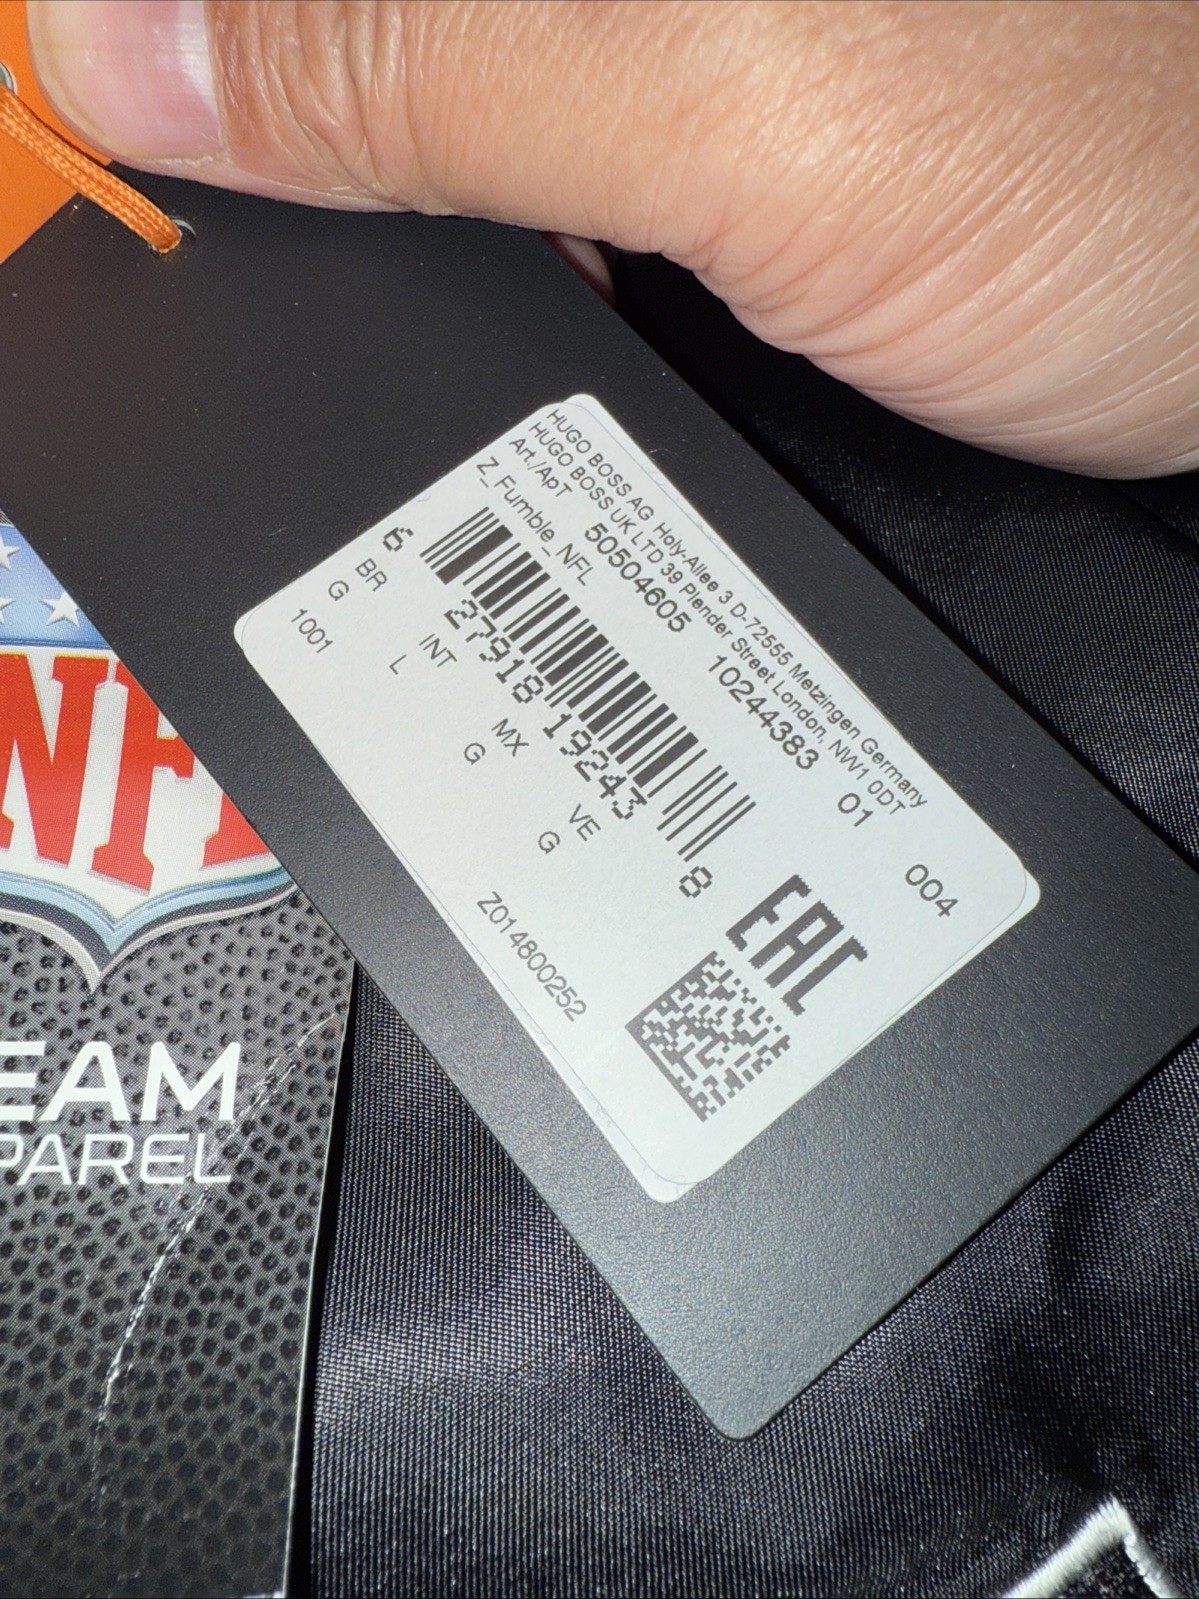 HUGO BOSS AG Holy-Allee 3 D-72555 Metzingen Germany
HUGO BOSS UK LTD 39 Plender Street London, NW1 0DT
Art./ApT 50504605 10244383 01 004
Z_Fumble_NFL
6 27918 19243 8
BR INT MX VE
G L G G
1001 Z014800252
EAC
NF
EAM
PAREL